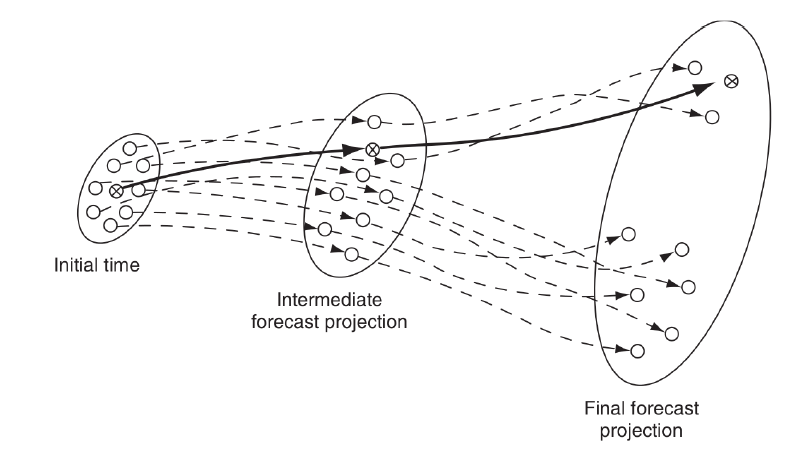 Initial time
Intermediate
forecast projection
Final forecast
projection